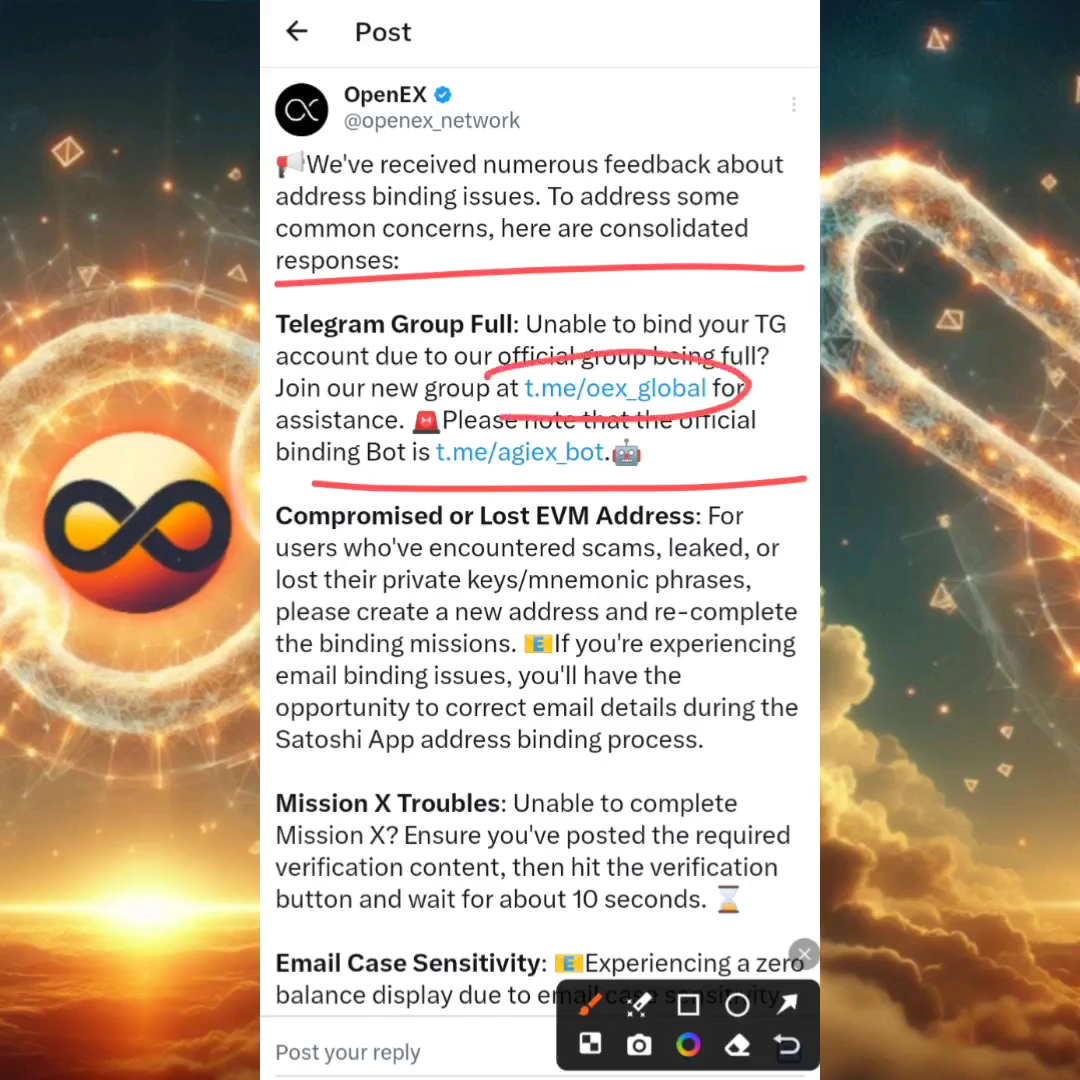 Post
OpenEX
@openex_network
📢We've received numerous feedback about
address binding issues. To address some
common concerns, here are consolidated
responses:
Telegram Group Full: Unable to bind your TG
account due to our official group being full?
Join our new group at t.me/oex_global for
assistance. 🚨Please note that the official
binding Bot is t.me/agiex_bot.🤖
Compromised or Lost EVM Address: For
users who've encountered scams, leaked, or
lost their private keys/mnemonic phrases,
please create a new address and re-complete
the binding missions. 📧If you're experiencing
email binding issues, you'll have the
opportunity to correct email details during the
Satoshi App address binding process.
Mission X Troubles: Unable to complete
Mission X? Ensure you've posted the required
verification content, then hit the verification
button and wait for about 10 seconds. ⏳
Email Case Sensitivity: 📧Experiencing a zero
balance display due to email case sensitivity
Post your reply